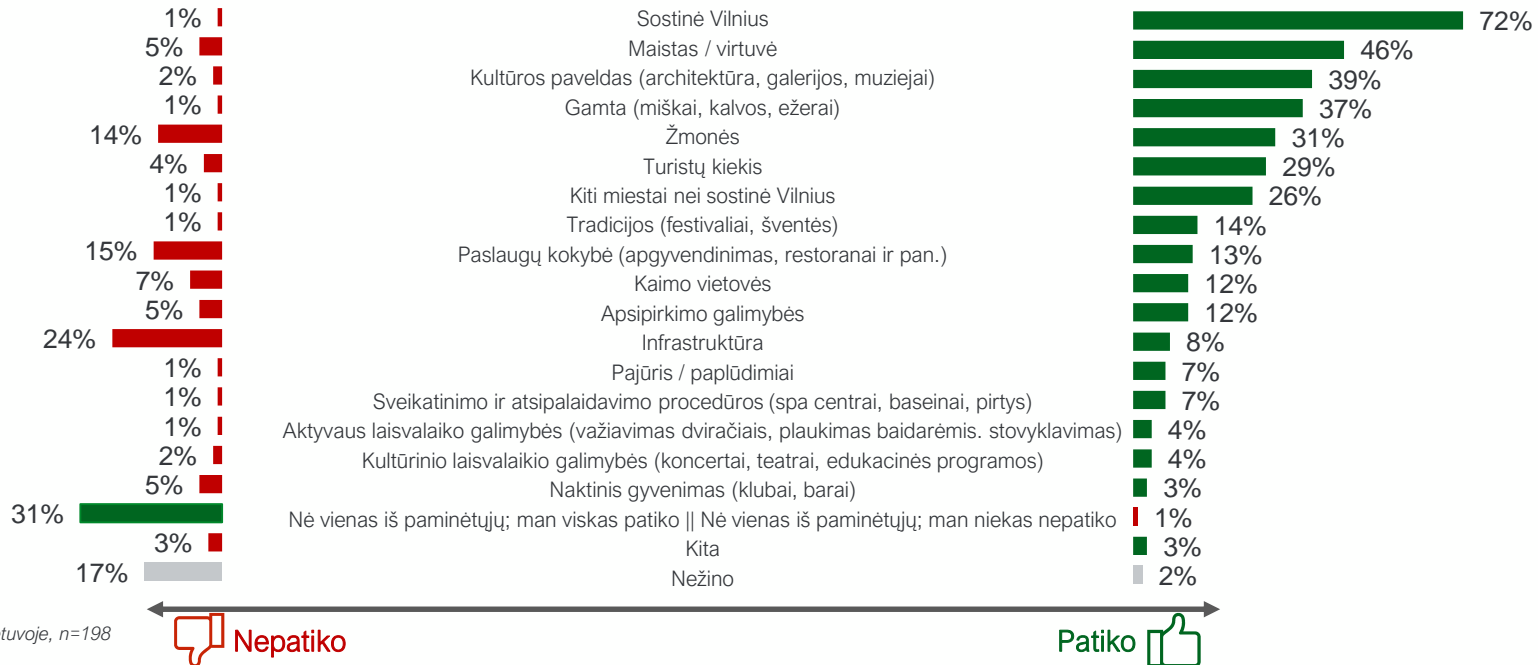 1% Sostinė Vilnius 72%
5% Maistas / virtuvė 46%
2% Kultūros paveldas (architektūra, galerijos, muziejai) 39%
1% Gamta (miškai, kalvos, ežerai) 37%
14% Žmonės 31%
4% Turistų kiekis 29%
1% Kiti miestai nei sostinė Vilnius 26%
1% Tradicijos (festivaliai, šventės) 14%
15% Paslaugų kokybė (apgyvendinimas, restoranai ir pan.) 13%
7% Kaimo vietovės 12%
5% Apsipirkimo galimybės 12%
24% Infrastruktūra 8%
1% Pajūris / paplūdimiai 7%
1% Sveikatinimo ir atsipalaidavimo procedūros (spa centrai, baseinai, pirtys) 7%
1% Aktyvaus laisvalaiko galimybės (važiavimas dviračiais, plaukimas baidarėmis. stovyklavimas) 4%
2% Kultūrinio laisvalaikio galimybės (koncertai, teatrai, edukacinės programos) 4%
5% Naktinis gyvenimas (klubai, barai) 3%
31% Nė vienas iš paminėtųjų; man viskas patiko || Nė vienas iš paminėtųjų; man niekas nepatiko 1%
3% Kita 3%
17% Nežino 2%
tuvoje, n=198
Nepatiko Patiko